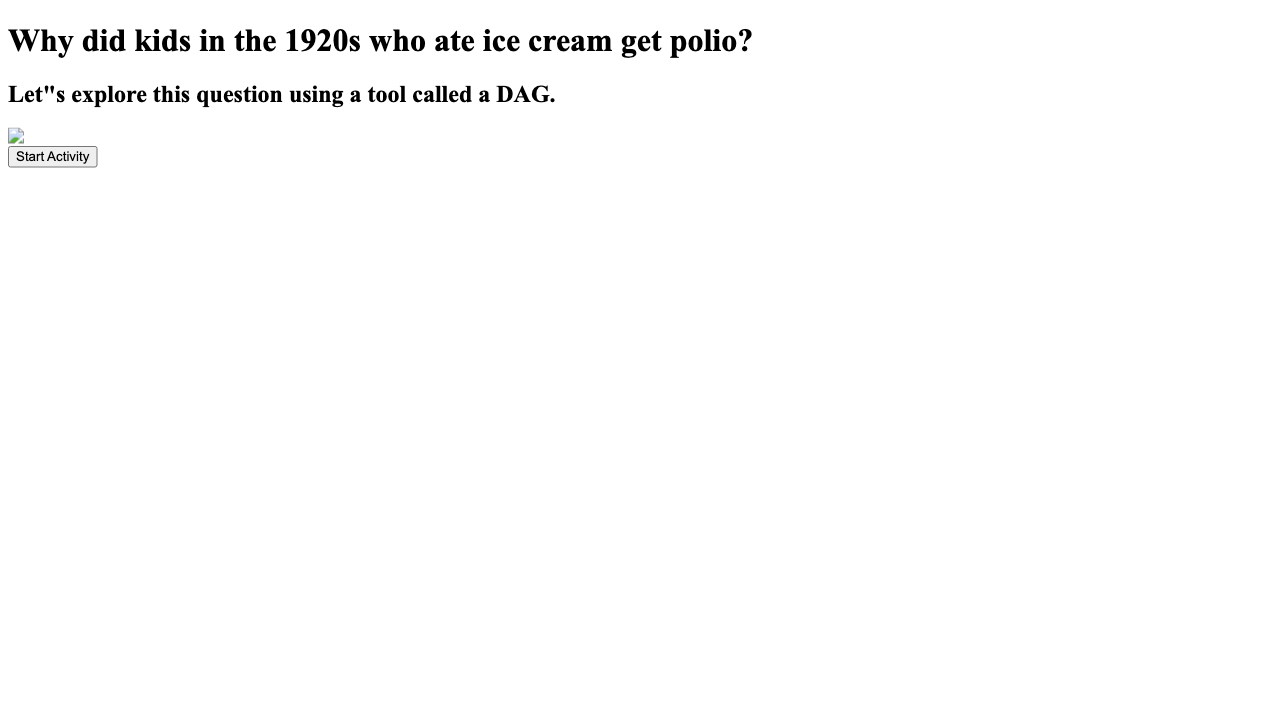 Why did kids in the 1920s who ate ice cream get polio?
Let"s explore this question using a tool called a DAG.
Start Activity